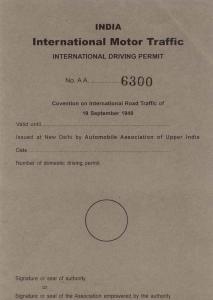 INDIA
International Motor Traffic
INTERNATIONAL DRIVING PERMIT
No. A A. 6300
Covention on International Road Traffic of
19 September 1949
Valid until
Issued at New Delhi by Automobile Association of Upper India
Date
Number of domestic driving permit
Signature or seal of authority
or
Signature or seal of the Association empowered by the authority